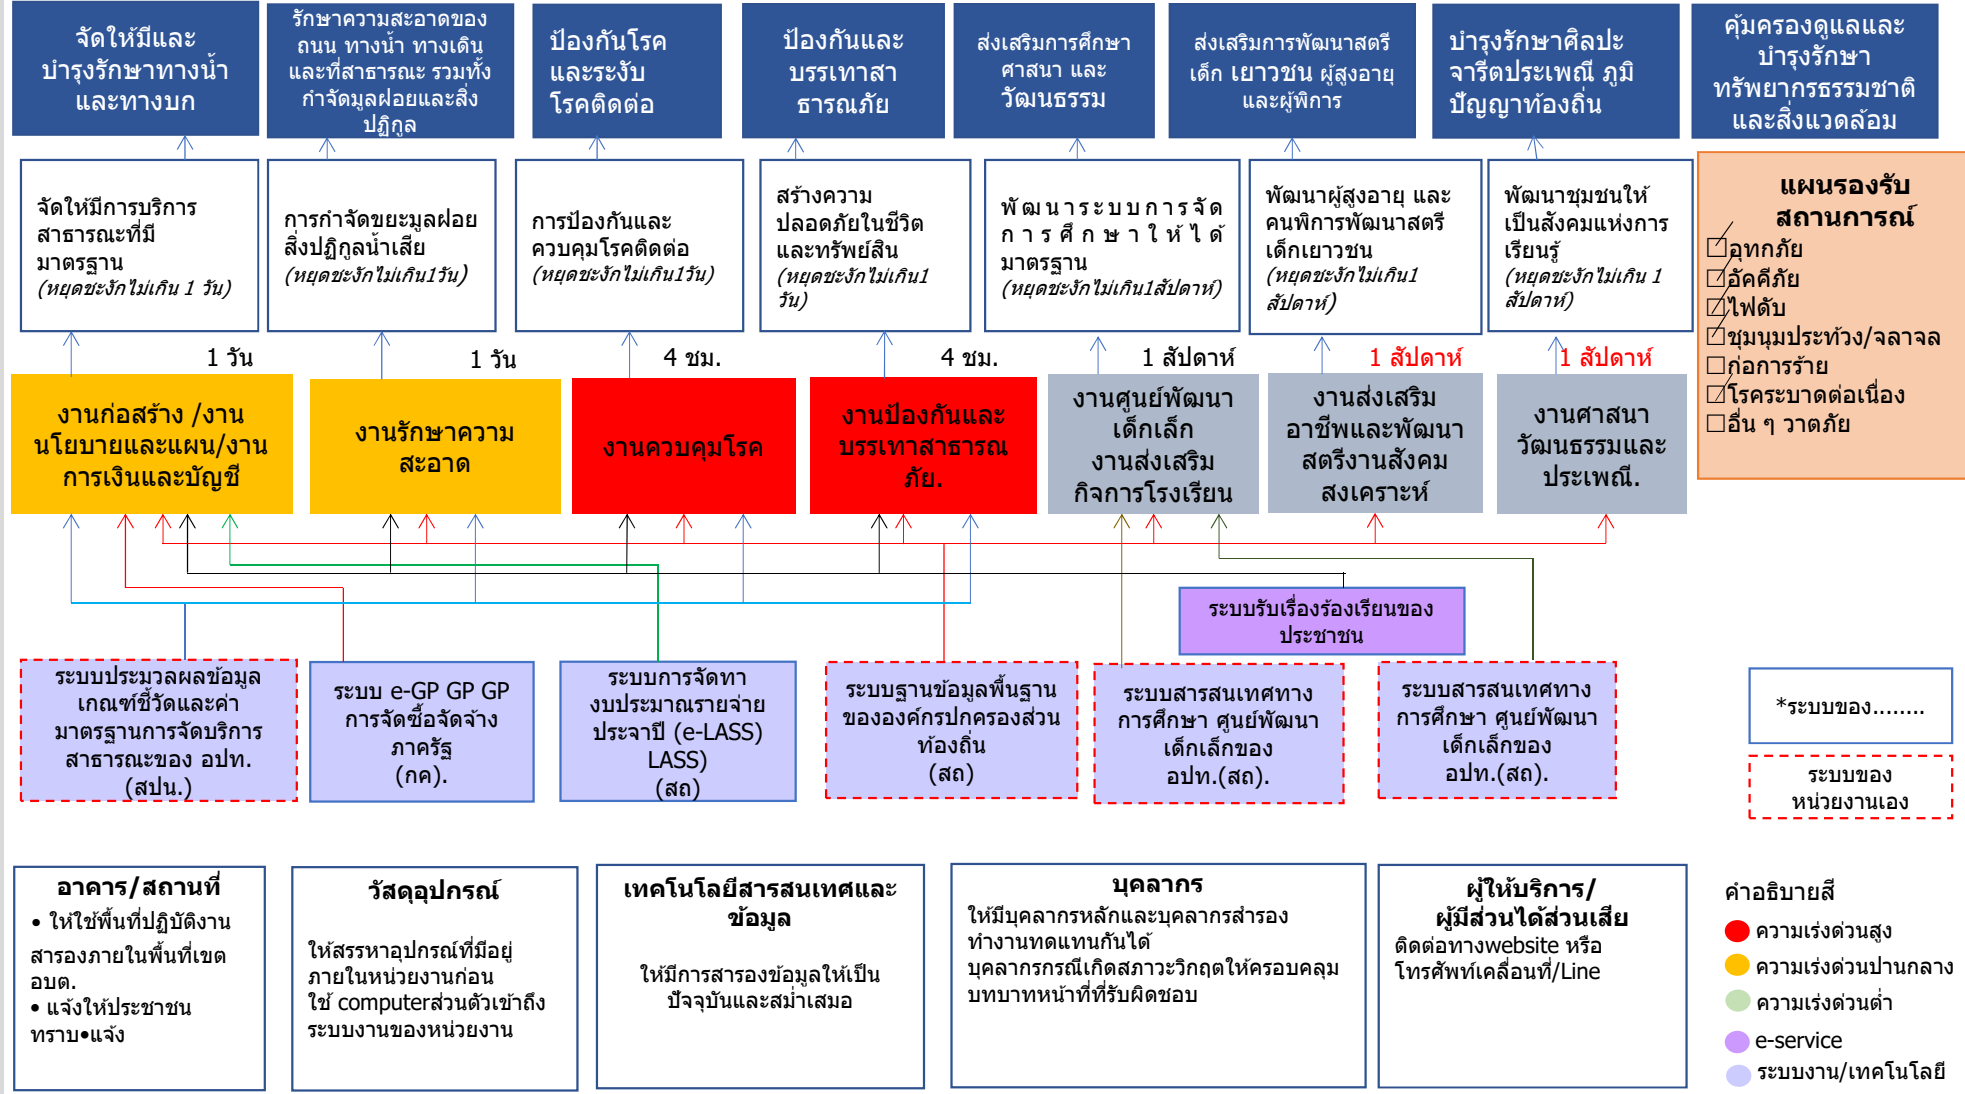 จัดให้มีและ
บำรุงรักษาทางน้ำ
และทางบก
รักษาความสะอาดของ
ถนน ทางน้ำ ทางเดิน
และที่สาธารณะ รวมทั้ง
กำจัดมูลฝอยและสิ่ง
ปฏิกูล
ป้องกันโรค
และระงับ
โรคติดต่อ
ป้องกันและ
บรรเทาสา
ธารณภัย
ส่งเสริมการศึกษา
ศาสนา และ
วัฒนธรรม
ส่งเสริมการพัฒนาสตรี
เด็ก เยาวชน ผู้สูงอายุ
และผู้พิการ
บำรุงรักษาศิลปะ
จารีตประเพณี ภูมิ
ปัญญาท้องถิ่น
คุ้มครองดูแลและ
บำรุงรักษา
ทรัพยากรธรรมชาติ
และสิ่งแวดล้อม
จัดให้มีการบริการ
สาธารณะที่มี
มาตรฐาน
(หยุดชะงักไม่เกิน 1 วัน)
การกำจัดขยะมูลฝอย
สิ่งปฏิกูลน้ำเสีย
(หยุดชะงักไม่เกิน1วัน)
การป้องกันและ
ควบคุมโรคติดต่อ
(หยุดชะงักไม่เกิน1วัน)
สร้างความ
ปลอดภัยในชีวิต
และทรัพย์สิน
(หยุดชะงักไม่เกิน1
วัน)
พัฒนาระบบการจัด
การศึกษาให้ได้
มาตรฐาน
(หยุดชะงักไม่เกิน1สัปดาห์)
พัฒนาผู้สูงอายุ และ
คนพิการพัฒนาสตรี
เด็กเยาวชน
(หยุดชะงักไม่เกิน1
สัปดาห์)
พัฒนาชุมชนให้
เป็นสังคมแห่งการ
เรียนรู้
(หยุดชะงักไม่เกิน 1
สัปดาห์)
แผนรองรับ
สถานการณ์
☐อุทกภัย
☐อัคคีภัย
☐ไฟดับ
☐ชุมนุมประท้วง/จลาจล
☐ก่อการร้าย
☐โรคระบาดต่อเนื่อง
☐อื่น ๆ วาตภัย
1 วัน
1 วัน
4 ชม.
4 ชม.
1 สัปดาห์
1 สัปดาห์
1 สัปดาห์
งานก่อสร้าง /งาน
นโยบายและแผน/งาน
การเงินและบัญชี
งานรักษาความ
สะอาด
งานควบคุมโรค
งานป้องกันและ
บรรเทาสาธารณ
ภัย.
งานศูนย์พัฒนา
เด็กเล็ก
งานส่งเสริม
กิจการโรงเรียน
งานส่งเสริม
อาชีพและพัฒนา
สตรีงานสังคม
สงเคราะห์
งานศาสนา
วัฒนธรรมและ
ประเพณี.
ระบบรับเรื่องร้องเรียนของ
ประชาชน
ระบบประมวลผลข้อมูล
เกณฑ์ชี้วัดและค่า
มาตรฐานการจัดบริการ
สาธารณะของ อปท.
(สปน.)
ระบบ e-GP GP GP
การจัดซื้อจัดจ้าง
ภาครัฐ
(กค).
ระบบการจัดทา
งบประมาณรายจ่าย
ประจาปี (e-LASS)
LASS)
(สถ)
ระบบฐานข้อมูลพื้นฐาน
ขององค์กรปกครองส่วน
ท้องถิ่น
(สถ)
ระบบสารสนเทศทาง
การศึกษา ศูนย์พัฒนา
เด็กเล็กของ
อปท.(สถ).
ระบบสารสนเทศทาง
การศึกษา ศูนย์พัฒนา
เด็กเล็กของ
อปท.(สถ).
*ระบบของ........
ระบบของ
หน่วยงานเอง
อาคาร/สถานที่
• ให้ใช้พื้นที่ปฏิบัติงาน
สารองภายในพื้นที่เขต
อบต.
• แจ้งให้ประชาชน
ทราบ•แจ้ง
วัสดุอุปกรณ์
ให้สรรหาอุปกรณ์ที่มีอยู่
ภายในหน่วยงานก่อน
ใช้ computerส่วนตัวเข้าถึง
ระบบงานของหน่วยงาน
เทคโนโลยีสารสนเทศและ
ข้อมูล
ให้มีการสารองข้อมูลให้เป็น
ปัจจุบันและสม่ำเสมอ
บุคลากร
ให้มีบุคลากรหลักและบุคลากรสำรอง
ทำงานทดแทนกันได้
บุคลากรกรณีเกิดสภาวะวิกฤตให้ครอบคลุม
บทบาทหน้าที่ที่รับผิดชอบ
ผู้ให้บริการ/
ผู้มีส่วนได้ส่วนเสีย
ติดต่อทางwebsite หรือ
โทรศัพท์เคลื่อนที่/Line
คำอธิบายสี
ความเร่งด่วนสูง
ความเร่งด่วนปานกลาง
ความเร่งด่วนต่ำ
e-service
ระบบงาน/เทคโนโลยี